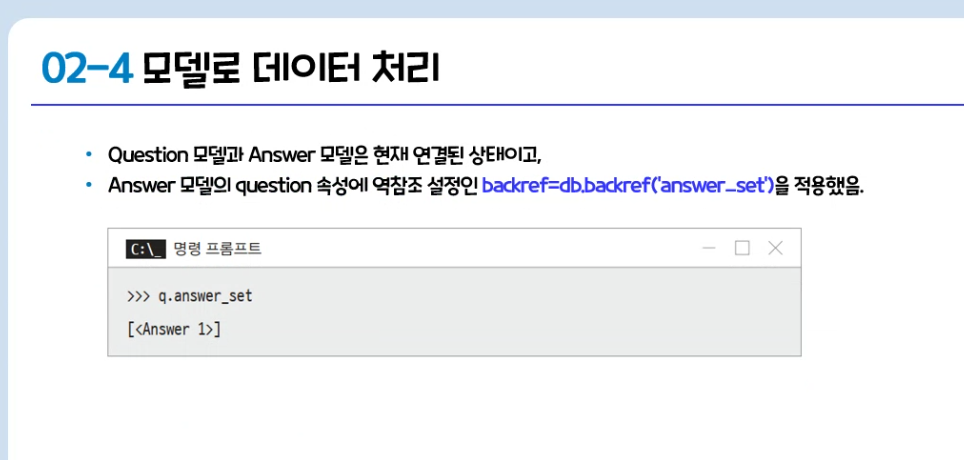 02-4 모델로 데이터 처리
• Question 모델과 Answer 모델은 현재 연결된 상태이고,
• Answer 모델의 question 속성에 역참조 설정인 backref=db.backref('answer_set')을 적용했음.
C:\_ 명령 프롬프트
>>> q.answer_set
[<Answer 1>]